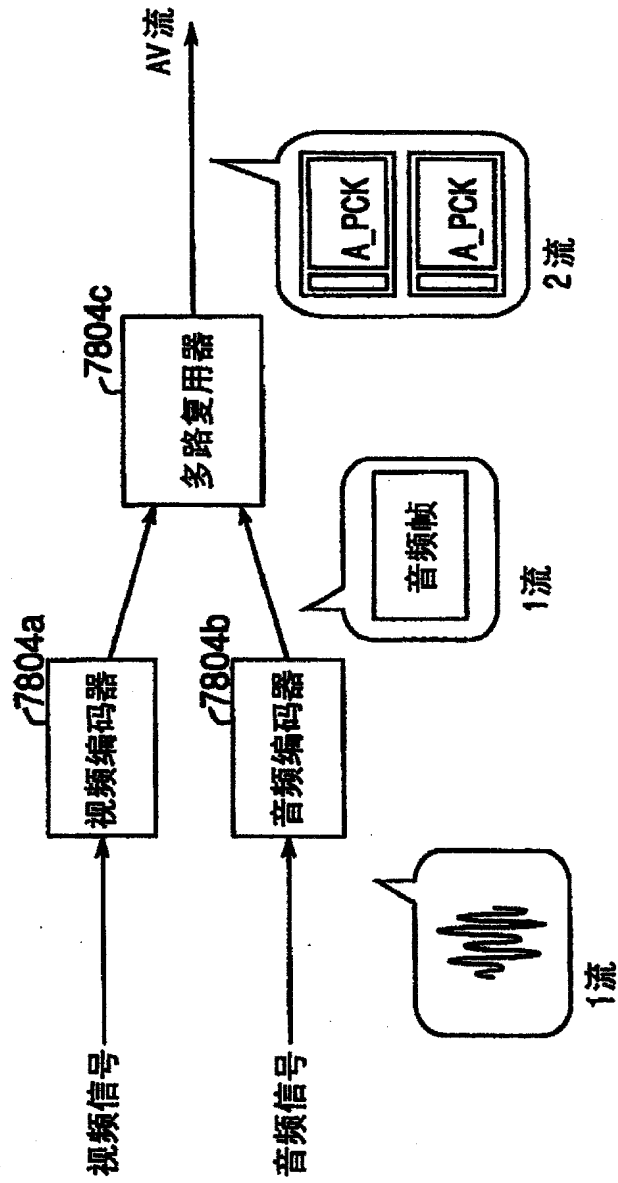 视频信号
7804a
视频编码器
音频信号
7804b
音频编码器
7804c
多路复用器
AV流
1流
音频帧
1流
A_PCK
A_PCK
2流